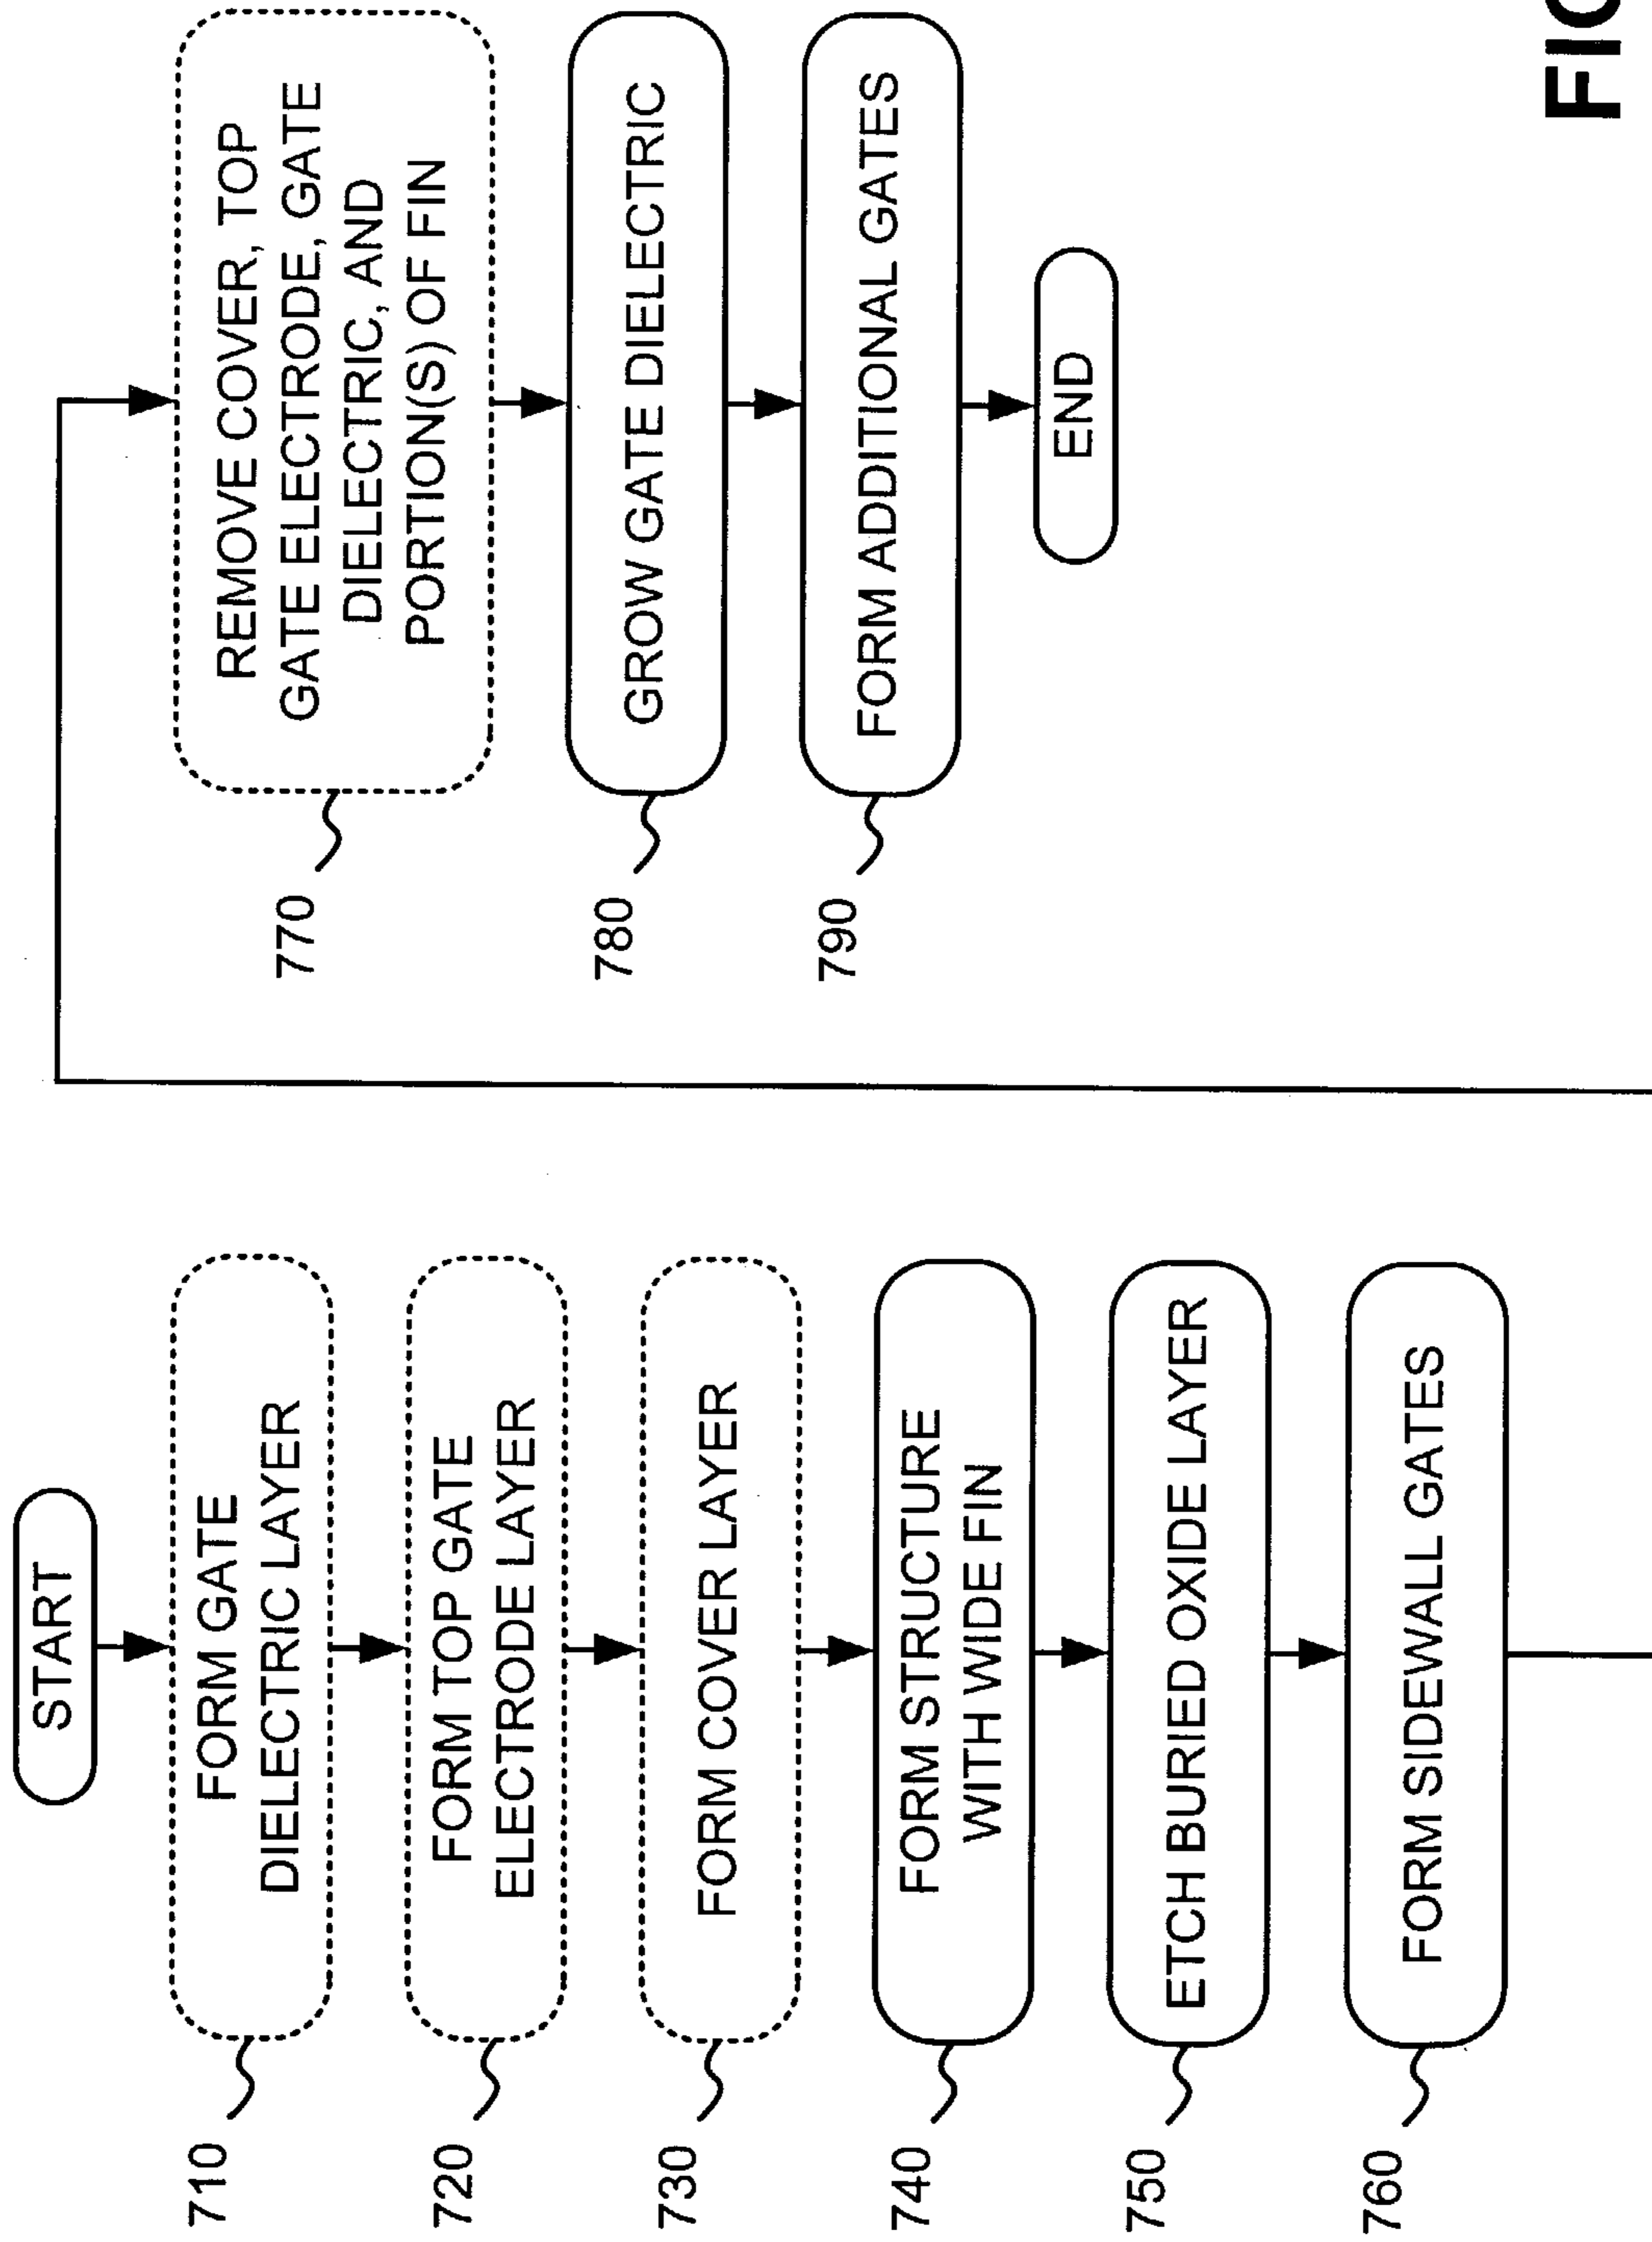 START
710
FORM GATE
DIELECTRIC LAYER
720
FORM TOP GATE
ELECTRODE LAYER
730
FORM COVER LAYER
740
FORM STRUCTURE
WITH WIDE FIN
750
ETCH BURIED OXIDE LAYER
760
FORM SIDEWALL GATES
770
REMOVE COVER, TOP
GATE ELECTRODE, GATE
DIELECTRIC, AND
PORTION(S) OF FIN
780
GROW GATE DIELECTRIC
790
FORM ADDITIONAL GATES
END